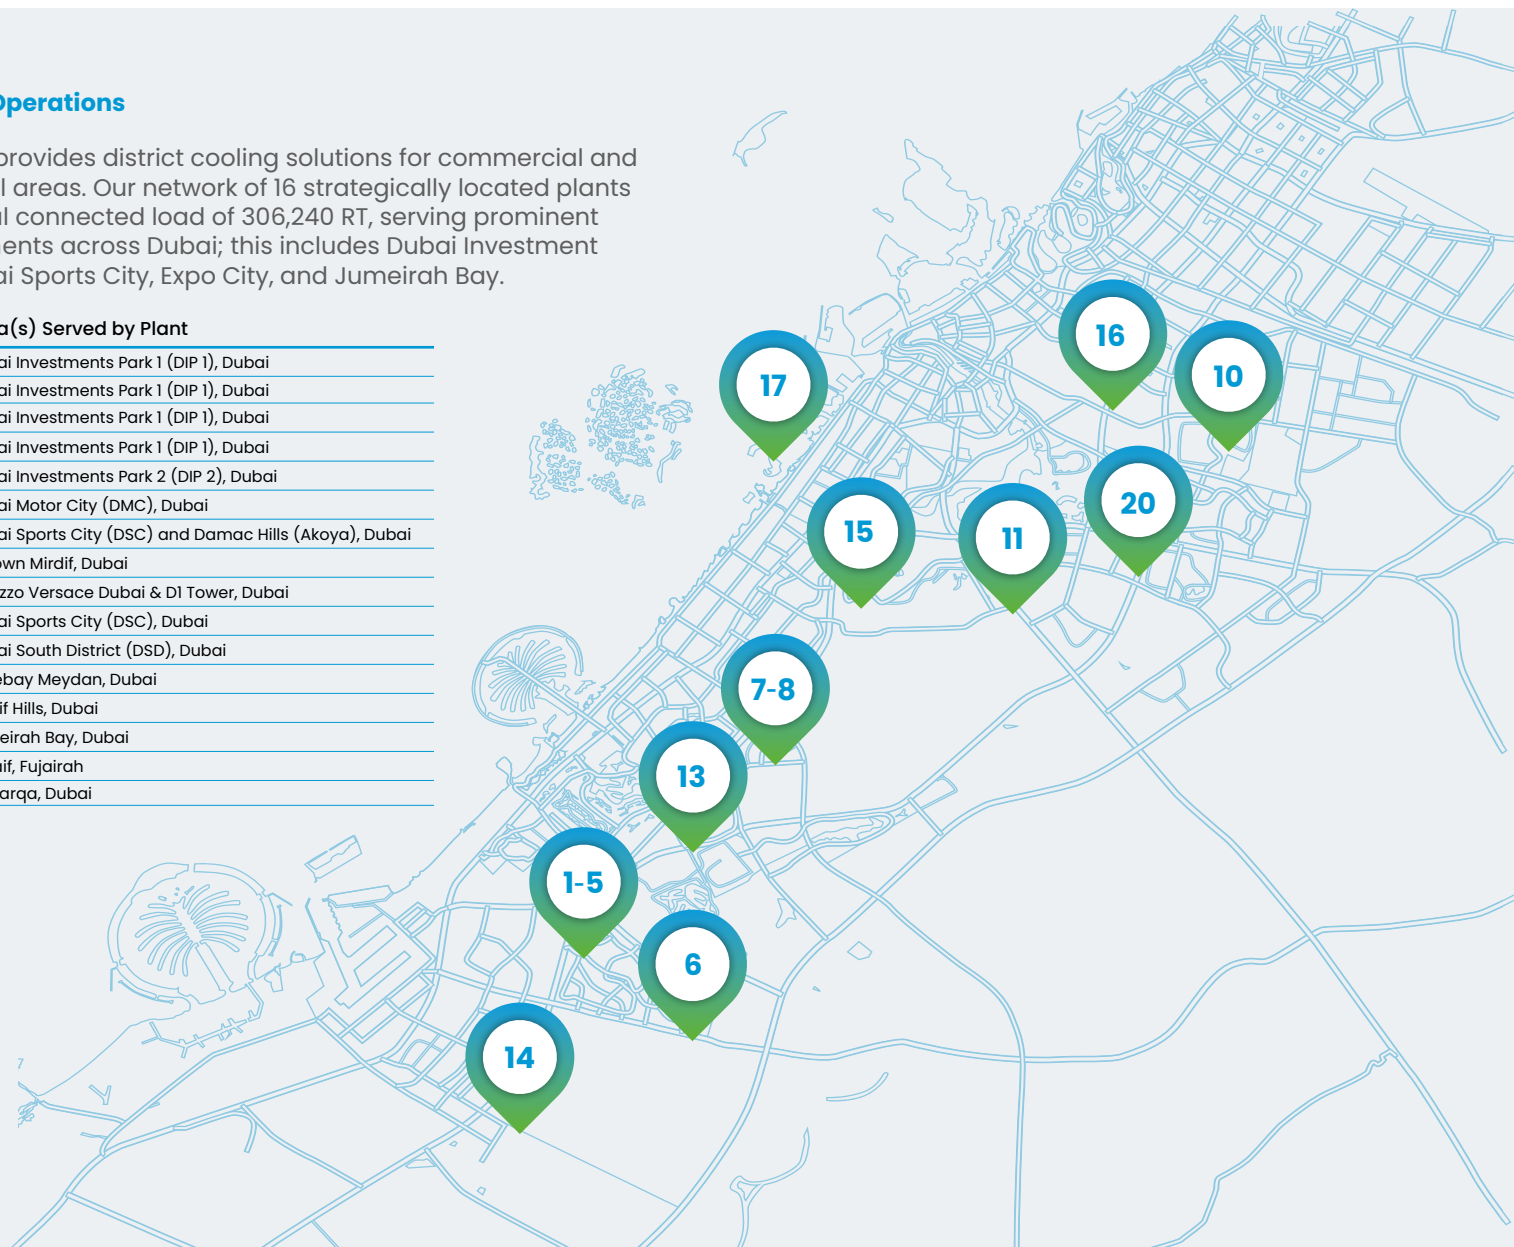 Operations
provides district cooling solutions for commercial and
l areas. Our network of 16 strategically located plants
al connected load of 306,240 RT, serving prominent
nents across Dubai; this includes Dubai Investment
ai Sports City, Expo City, and Jumeirah Bay.
a(s) Served by Plant
ai Investments Park 1 (DIP 1), Dubai
ai Investments Park 1 (DIP 1), Dubai
ai Investments Park 1 (DIP 1), Dubai
ai Investments Park 1 (DIP 1), Dubai
ai Investments Park 2 (DIP 2), Dubai
ai Motor City (DMC), Dubai
ai Sports City (DSC) and Damac Hills (Akoya), Dubai
own Mirdif, Dubai
zzo Versace Dubai & D1 Tower, Dubai
ai Sports City (DSC), Dubai
ai South District (DSD), Dubai
ebay Meydan, Dubai
if Hills, Dubai
eirah Bay, Dubai
aif, Fujairah
arqa, Dubai
16
10
17
20
15
11
7-8
13
1-5
6
14
7